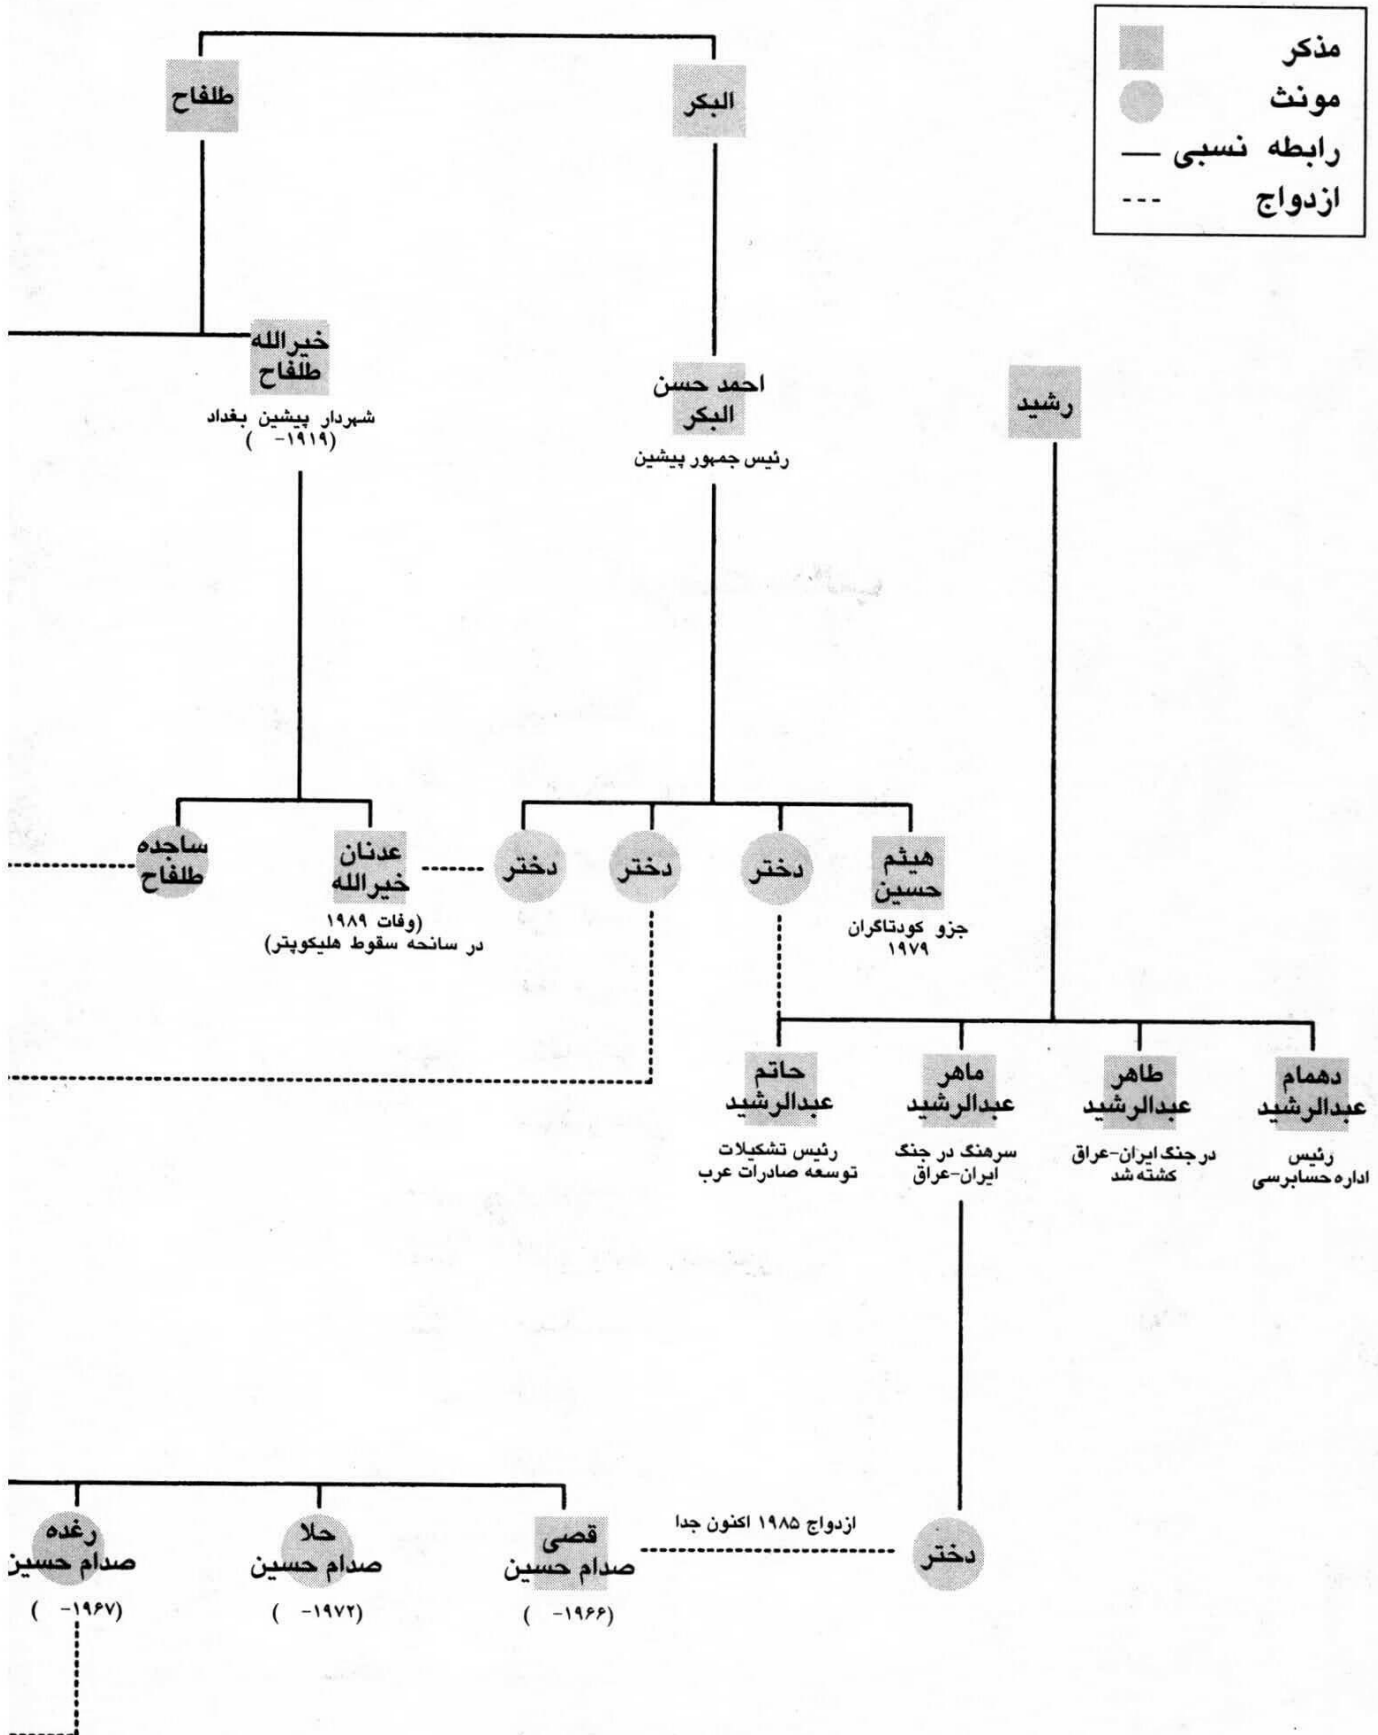 مذکر
مونث
رابطه نسبی
ازدواج
البکر
طلفاح
خیرالله
طلفاح
شهردار پیشین بغداد
(۱۹۱۹- )
احمد حسن
البکر
رئیس جمهور پیشین
رشید
هیثم
حسین
جزو کودتاگران
۱۹۷۹
دختر
دختر
دختر
عدنان
خیرالله
(وفات ۱۹۸۹
در سانحه سقوط هلیکوپتر)
ساجده
طلفاح
دهمام
عبدالرشید
رئیس
اداره حسابرسی
طاهر
عبدالرشید
در جنگ ایران-عراق
کشته شد
ماهر
عبدالرشید
سرهنگ در جنگ
ایران-عراق
حاتم
عبدالرشید
رئیس تشکیلات
توسعه صادرات عرب
دختر
ازدواج ۱۹۸۵ اکنون جدا
قصی
صدام حسین
(۱۹۶۶- )
حلا
صدام حسین
(۱۹۷۲- )
رغده
صدام حسین
(۱۹۶۷- )